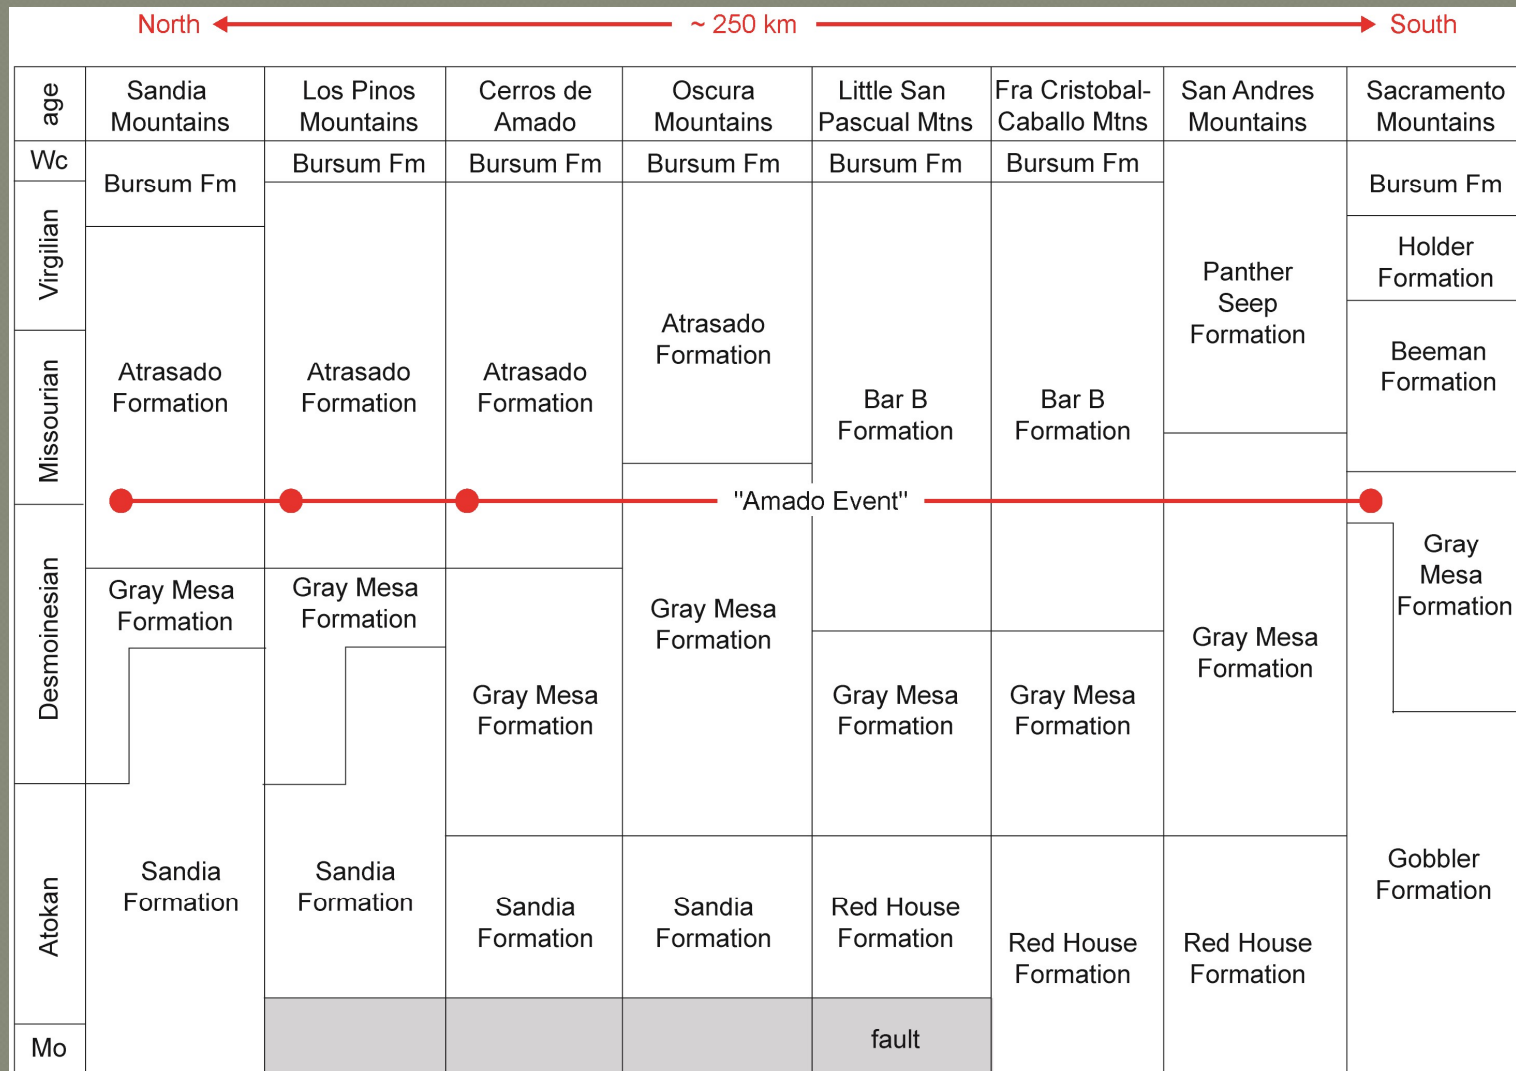 North ~ 250 km South
age
Sandia
Mountains
Los Pinos
Mountains
Cerros de
Amado
Oscura
Mountains
Little San
Pascual Mtns
Fra Cristobal-
Caballo Mtns
San Andres
Mountains
Sacramento
Mountains
Wc
Virgilian
Missourian
Desmoinesian
Atokan
Mo
Bursum Fm
Atrasado
Formation
Gray Mesa
Formation
Sandia
Formation
Bursum Fm
Atrasado
Formation
Gray Mesa
Formation
Sandia
Formation
Bursum Fm
Atrasado
Formation
Gray Mesa
Formation
Sandia
Formation
Bursum Fm
Atrasado
Formation
"Amado Event"
Gray Mesa
Formation
Sandia
Formation
Bursum Fm
Bar B
Formation
Gray Mesa
Formation
Red House
Formation
fault
Bursum Fm
Bar B
Formation
Gray Mesa
Formation
Red House
Formation
Panther
Seep
Formation
Gray Mesa
Formation
Red House
Formation
Bursum Fm
Holder
Formation
Beeman
Formation
Gray
Mesa
Formation
Gobbler
Formation